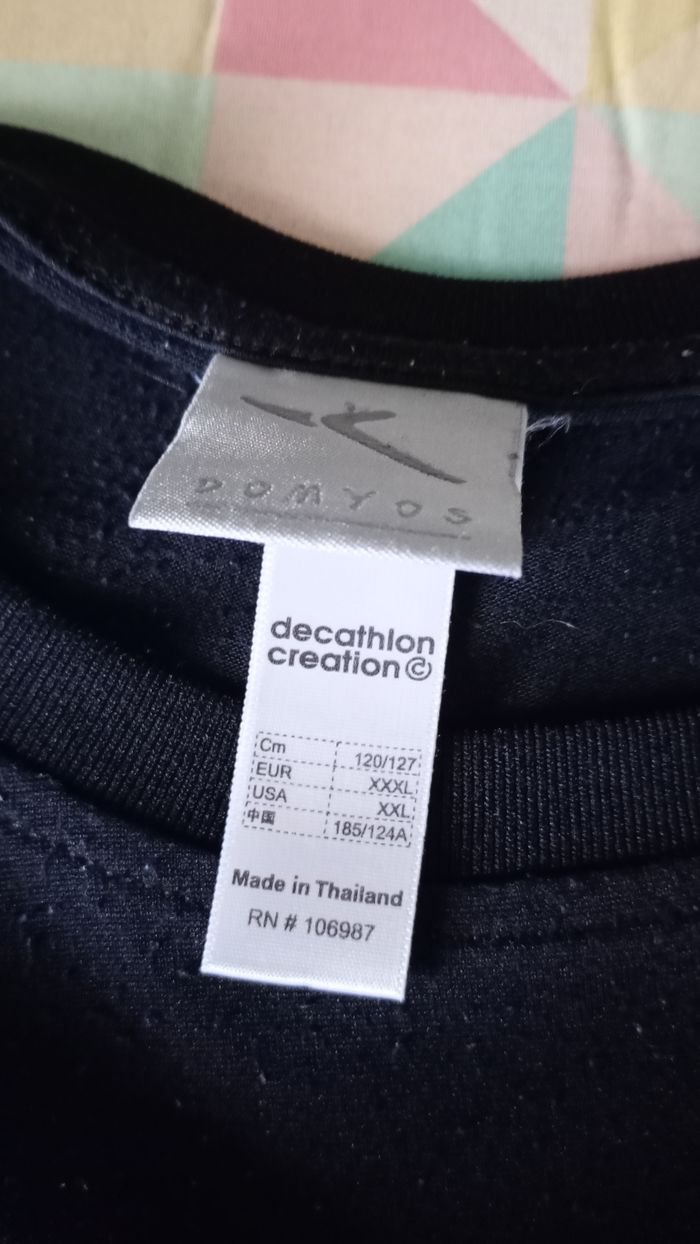 DOMYOS
decathlon
creation©
Cm 120/127
EUR XXXL
USA XXL
中国 185/124A
Made in Thailand
RN # 106987